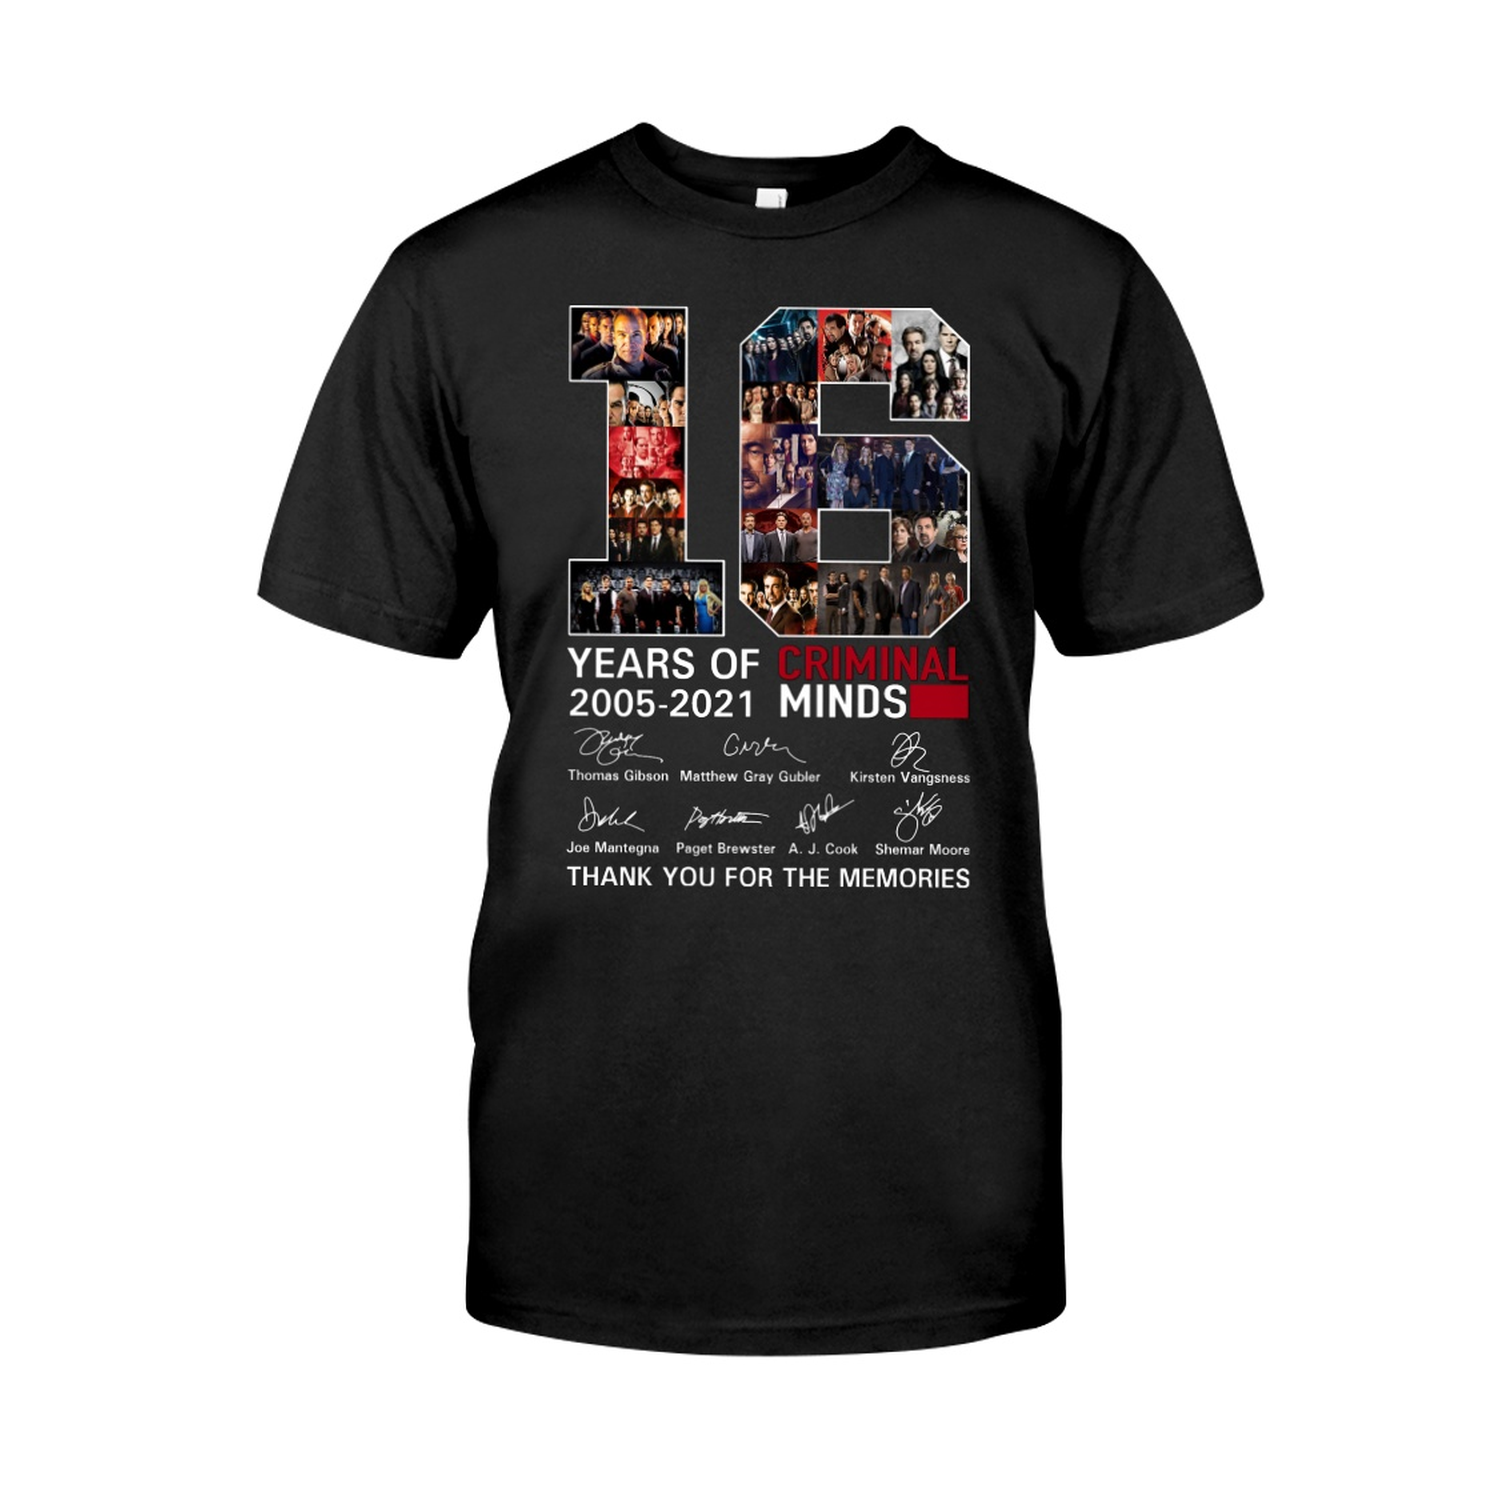 16
YEARS OF CRIMINAL
2005-2021 MINDS
Thomas Gibson Matthew Gray Gubler Kirsten Vangsness
Joe Mantegna Paget Brewster A. J. Cook Shemar Moore
THANK YOU FOR THE MEMORIES